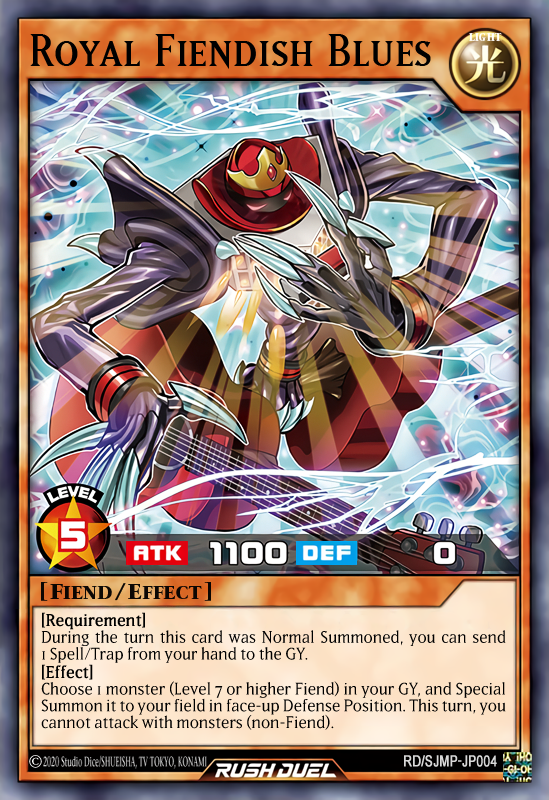 ROYAL FIENDISH BLUES
LIGHT
光
LEVEL
5
ATK 1100 DEF 0
[FIEND/EFFECT]
[Requirement]
During the turn this card was Normal Summoned, you can send
1 Spell/Trap from your hand to the GY.
[Effect]
Choose 1 monster (Level 7 or higher Fiend) in your GY, and Special
Summon it to your field in face-up Defense Position. This turn, you
cannot attack with monsters (non-Fiend).
©2020 Studio Dice/SHUEISHA, TV TOKYO, KONAMI
RUSH DUEL
RD/SJMP-JP004